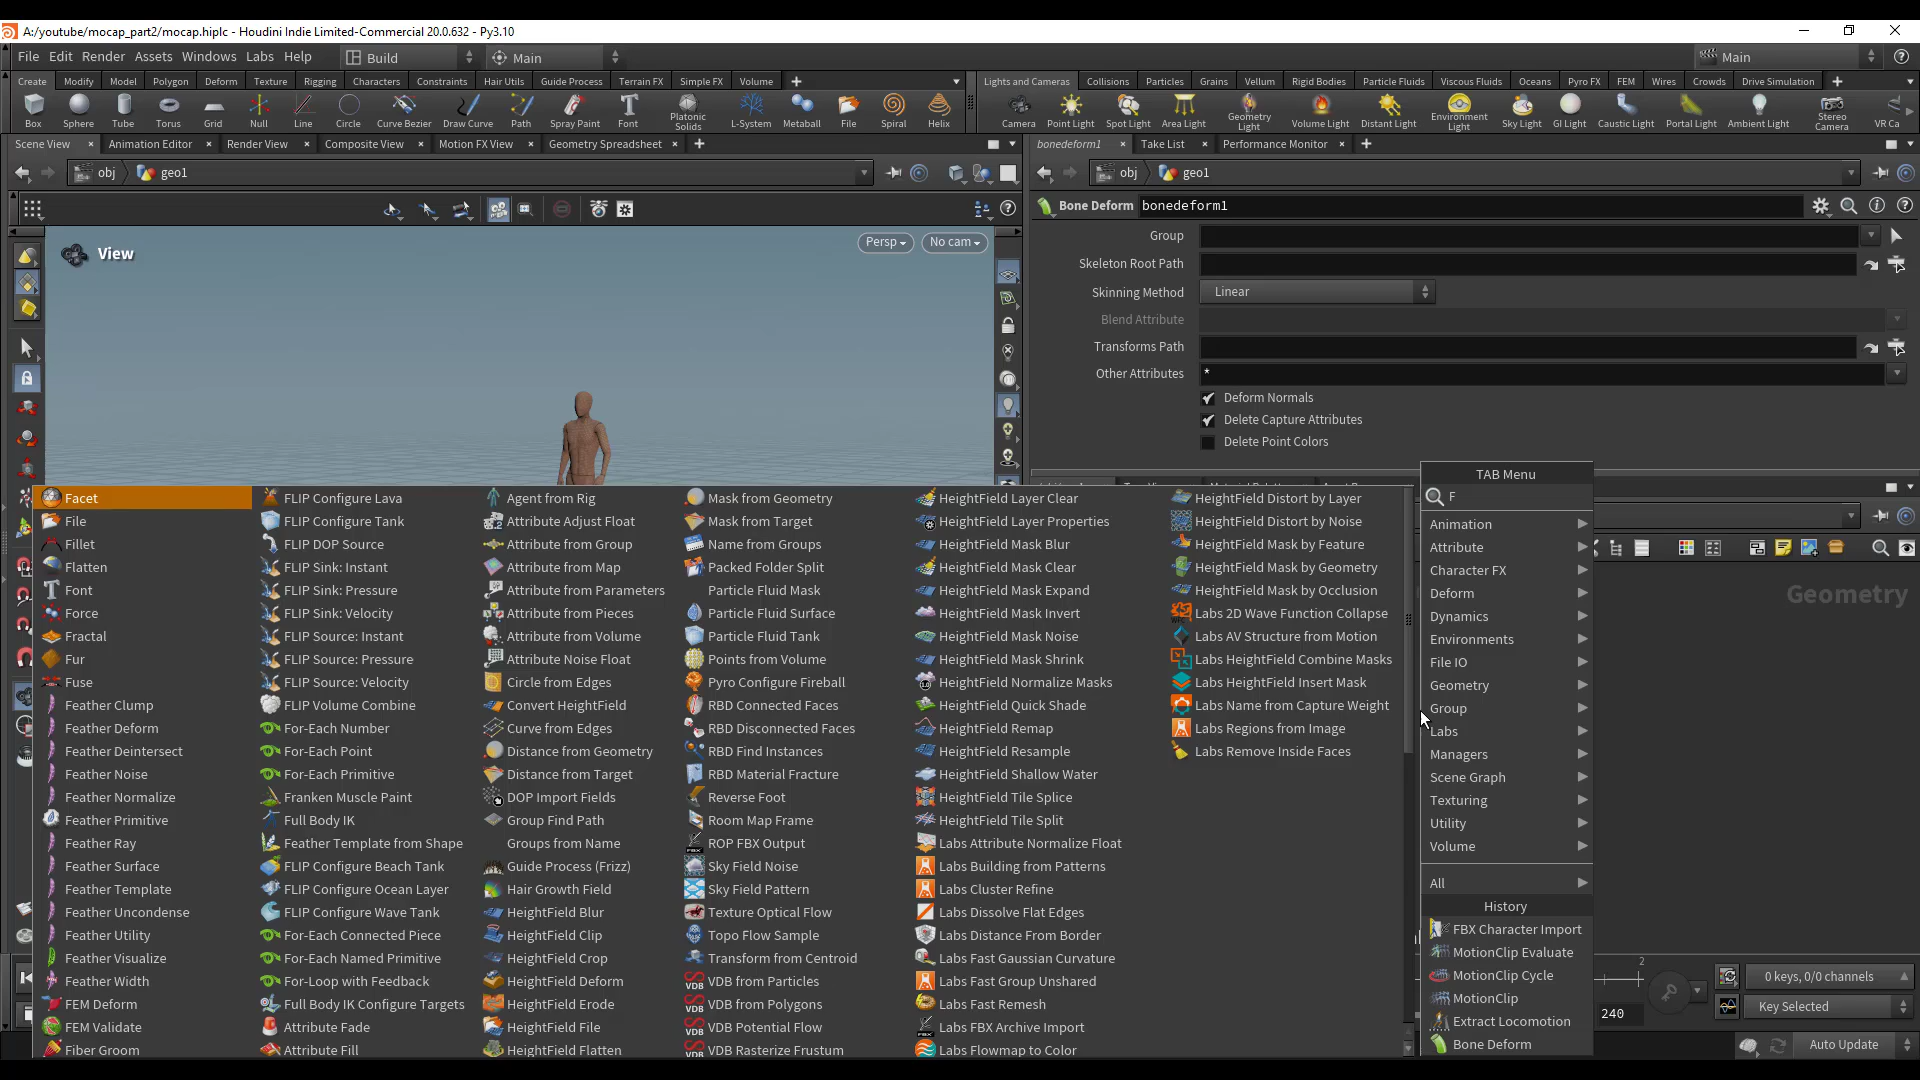 A:/youtube/mocap_part2/mocap.hiplc - Houdini Indie Limited-Commercial 20.0.632 - Py3.10
File Edit Render Assets Windows Labs Help Build Main Main
Create Modify Model Polygon Deform Texture Rigging Characters Constraints Hair Utils Guide Process Terrain FX Simple FX Volume
Lights and Cameras Collisions Particles Grains Vellum Rigid Bodies Particle Fluids Viscous Fluids Oceans Pyro FX FEM Wires Crowds Drive Simulation
Box Sphere Tube Torus Grid Null Line Circle Curve Bezier Draw Curve Path Spray Paint Font Platonic Solids L-System Metaball File Spiral Helix
Camera Point Light Spot Light Area Light Geometry Light Volume Light Distant Light Environment Light Sky Light GI Light Caustic Light Portal Light Ambient Light Stereo Camera VR Ca
Scene View Animation Editor Render View Composite View Motion FX View Geometry Spreadsheet
bonedeform1 Take List Performance Monitor
obj geo1
obj geo1
View Persp No cam
Bone Deform bonedeform1
Group
Skeleton Root Path
Skinning Method Linear
Blend Attribute
Transforms Path
Other Attributes *
Deform Normals
Delete Capture Attributes
Delete Point Colors
Facet
File
Fillet
Flatten
Font
Force
Fractal
Fur
Fuse
Feather Clump
Feather Deform
Feather Deintersect
Feather Noise
Feather Normalize
Feather Primitive
Feather Ray
Feather Surface
Feather Template
Feather Uncondense
Feather Utility
Feather Visualize
Feather Width
FEM Deform
FEM Validate
Fiber Groom
FLIP Configure Lava
FLIP Configure Tank
FLIP DOP Source
FLIP Sink: Instant
FLIP Sink: Pressure
FLIP Sink: Velocity
FLIP Source: Instant
FLIP Source: Pressure
FLIP Source: Velocity
FLIP Volume Combine
For-Each Number
For-Each Point
For-Each Primitive
Franken Muscle Paint
Full Body IK
Feather Template from Shape
FLIP Configure Beach Tank
FLIP Configure Ocean Layer
FLIP Configure Wave Tank
For-Each Connected Piece
For-Each Named Primitive
For-Loop with Feedback
Full Body IK Configure Targets
Attribute Fade
Attribute Fill
Agent from Rig
Attribute Adjust Float
Attribute from Group
Attribute from Map
Attribute from Parameters
Attribute from Pieces
Attribute from Volume
Attribute Noise Float
Circle from Edges
Convert HeightField
Curve from Edges
Distance from Geometry
Distance from Target
DOP Import Fields
Group Find Path
Groups from Name
Guide Process (Frizz)
Hair Growth Field
HeightField Blur
HeightField Clip
HeightField Crop
HeightField Deform
HeightField Erode
HeightField File
HeightField Flatten
Mask from Geometry
Mask from Target
Name from Groups
Packed Folder Split
Particle Fluid Mask
Particle Fluid Surface
Particle Fluid Tank
Points from Volume
Pyro Configure Fireball
RBD Connected Faces
RBD Disconnected Faces
RBD Find Instances
RBD Material Fracture
Reverse Foot
Room Map Frame
ROP FBX Output
Sky Field Noise
Sky Field Pattern
Texture Optical Flow
Topo Flow Sample
Transform from Centroid
VDB from Particles
VDB from Polygons
VDB Potential Flow
VDB Rasterize Frustum
HeightField Layer Clear
HeightField Layer Properties
HeightField Mask Blur
HeightField Mask Clear
HeightField Mask Expand
HeightField Mask Invert
HeightField Mask Noise
HeightField Mask Shrink
HeightField Normalize Masks
HeightField Quick Shade
HeightField Remap
HeightField Resample
HeightField Shallow Water
HeightField Tile Splice
HeightField Tile Split
Labs Attribute Normalize Float
Labs Building from Patterns
Labs Cluster Refine
Labs Dissolve Flat Edges
Labs Distance From Border
Labs Fast Gaussian Curvature
Labs Fast Group Unshared
Labs Fast Remesh
Labs FBX Archive Import
Labs Flowmap to Color
HeightField Distort by Layer
HeightField Distort by Noise
HeightField Mask by Feature
HeightField Mask by Geometry
HeightField Mask by Occlusion
Labs 2D Wave Function Collapse
Labs AV Structure from Motion
Labs HeightField Combine Masks
Labs HeightField Insert Mask
Labs Name from Capture Weight
Labs Regions from Image
Labs Remove Inside Faces
TAB Menu
F
Animation
Attribute
Character FX
Deform
Dynamics
Environments
File IO
Geometry
Group
Labs
Managers
Scene Graph
Texturing
Utility
Volume
All
History
FBX Character Import
MotionClip Evaluate
MotionClip Cycle
MotionClip
Extract Locomotion
Bone Deform
Geometry
2
0 keys, 0/0 channels
240 Key Selected
Auto Update